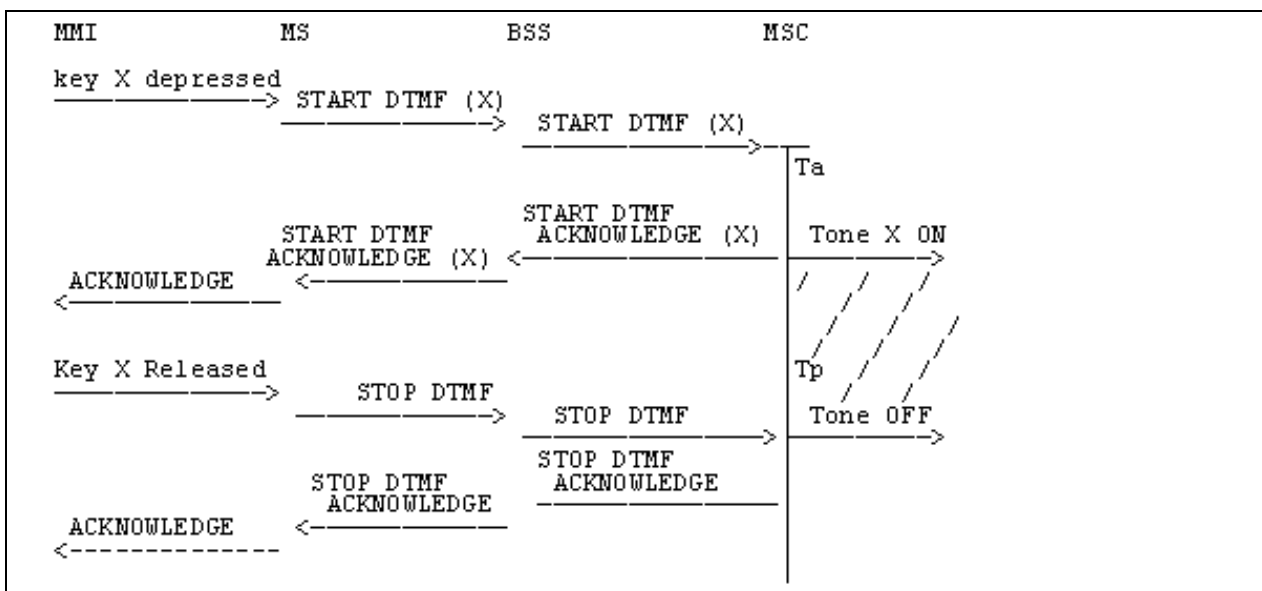 MMI MS BSS MSC
key X depressed
START DTMF (X)
START DTMF (X)
Ta
START DTMF
ACKNOWLEDGE (X)
Tone X ON
START DTMF
ACKNOWLEDGE (X)
ACKNOWLEDGE
Key X Released
Tp
STOP DTMF
STOP DTMF
Tone OFF
STOP DTMF
ACKNOWLEDGE
STOP DTMF
ACKNOWLEDGE
ACKNOWLEDGE